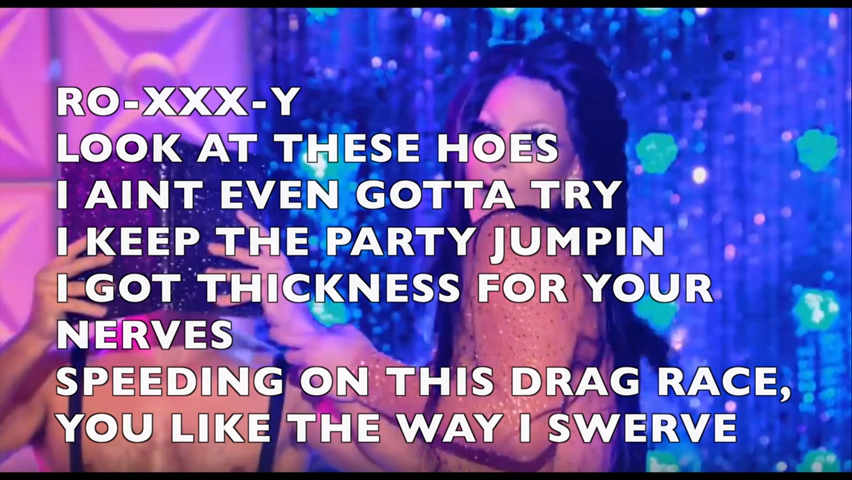 RO-XXX-Y
LOOK AT THESE HOES
I AINT EVEN GOTTA TRY
I KEEP THE PARTY JUMPIN
I GOT THICKNESS FOR YOUR
NERVES
SPEEDING ON THIS DRAG RACE,
YOU LIKE THE WAY I SWERVE